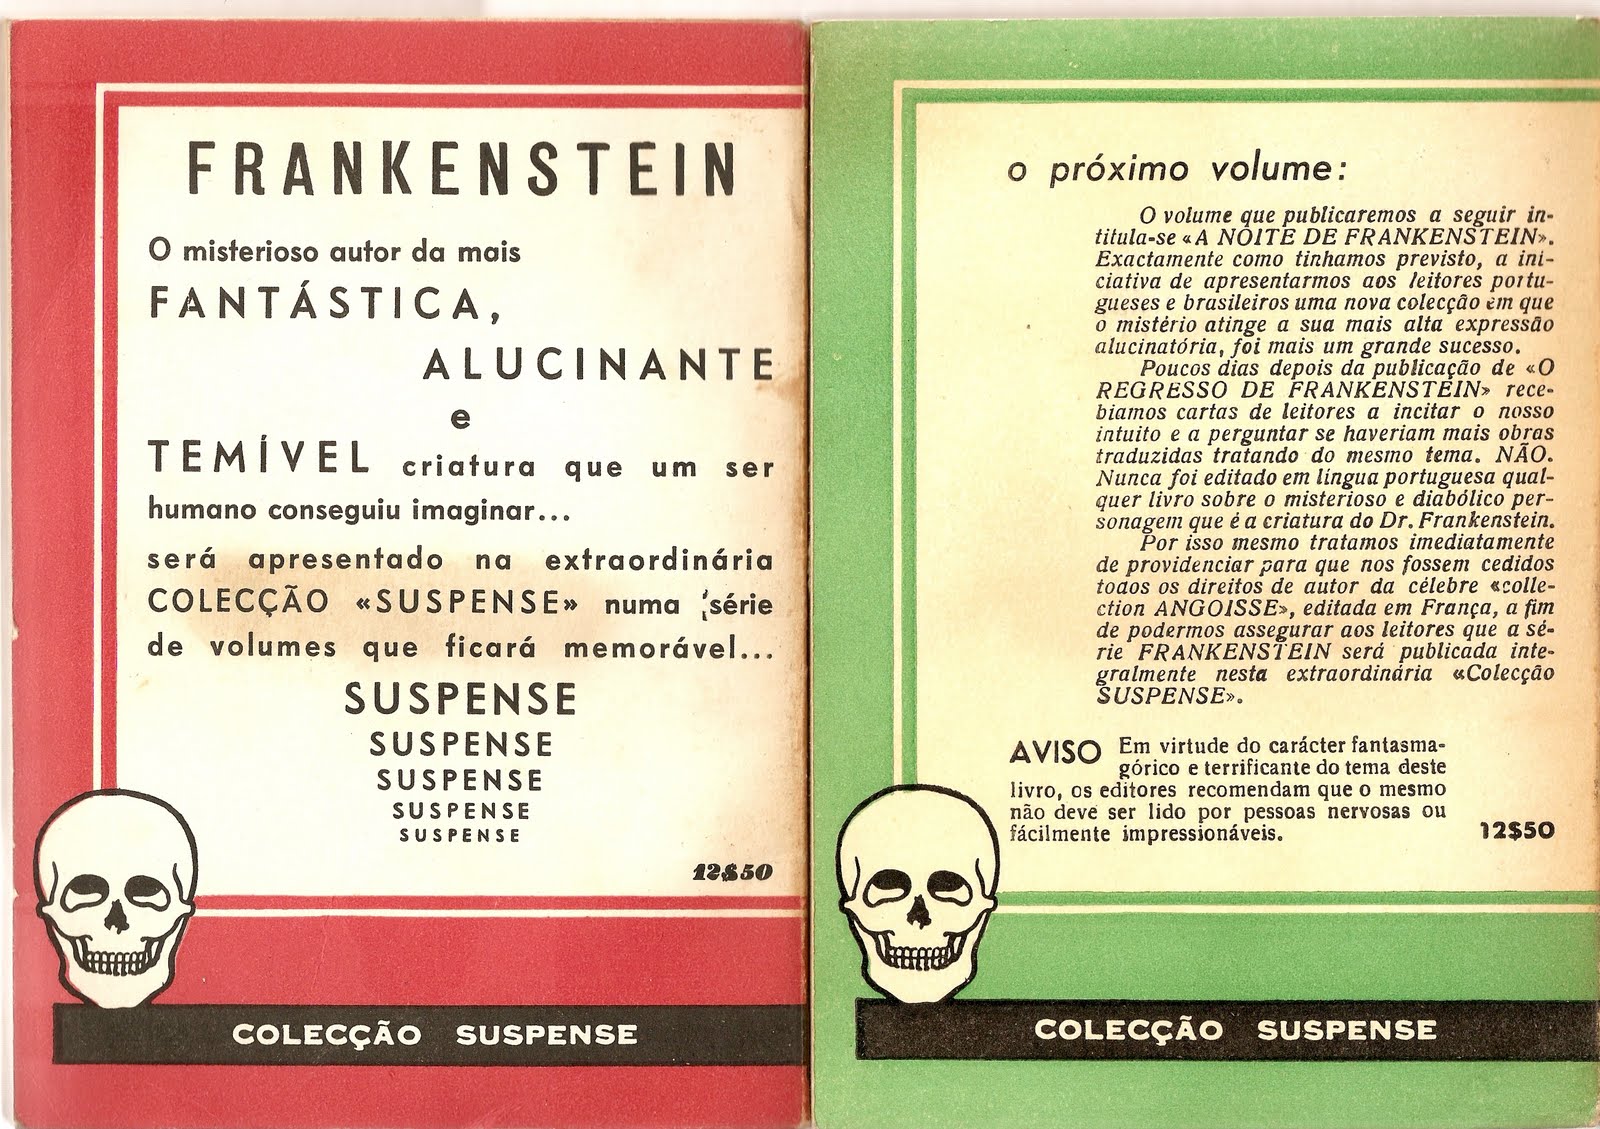 FRANKENSTEIN
O misterioso autor da mais
FANTÁSTICA,
ALUCINANTE
e
TEMÍVEL criatura que um ser
humano conseguiu imaginar...
será apresentado na extraordinária
COLECÇÃO «SUSPENSE» numa série
de volumes que ficará memorável...
SUSPENSE
SUSPENSE
SUSPENSE
SUSPENSE
SUSPENSE
12$50
COLECÇÃO SUSPENSE
o próximo volume:
O volume que publicaremos a seguir in-
titula-se «A NOITE DE FRANKENSTEIN».
Exactamente como tinhamos previsto, a ini-
ciativa de apresentarmos aos leitores portu-
gueses e brasileiros uma nova colecção em que
o mistério atinge a sua mais alta expressão
alucinatória, foi mais um grande sucesso.
Poucos dias depois da publicação de «O
REGRESSO DE FRANKENSTEIN» rece-
biamos cartas de leitores a incitar o nosso
intuito e a perguntar se haveriam mais obras
traduzidas tratando do mesmo tema. NÃO.
Nunca foi editado em língua portuguesa qual-
quer livro sobre o misterioso e diabólico per-
sonagem que é a criatura do Dr. Frankenstein.
Por isso mesmo tratamos imediatamente
de providenciar para que nos fossem cedidos
todos os direitos de autor da célebre «colle-
ction ANGOISSE», editada em França, a fim
de podermos assegurar aos leitores que a sé-
rie FRANKENSTEIN será publicada inte-
gralmente nesta extraordinária «Colecção
SUSPENSE».
AVISO Em virtude do carácter fantasma-
górico e terrificante do tema deste
livro, os editores recomendam que o mesmo
não deve ser lido por pessoas nervosas ou
fácilmente impressionáveis.
12$50
COLECÇÃO SUSPENSE